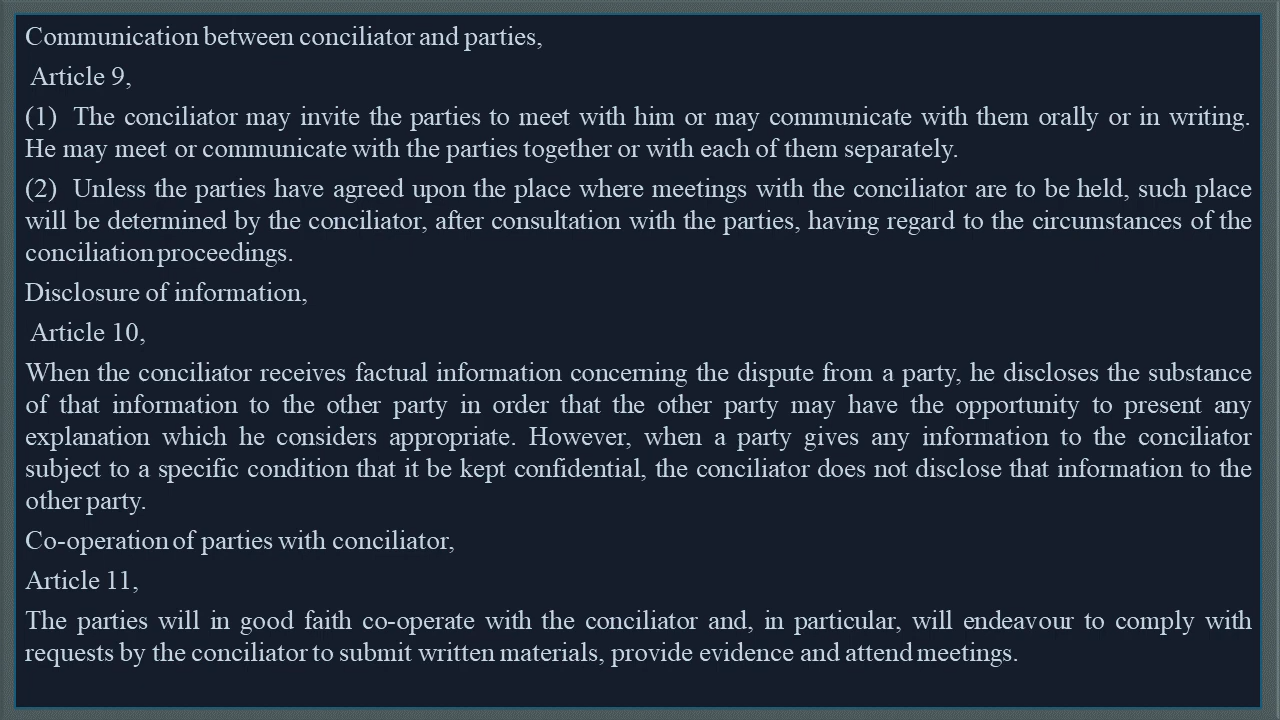 Communication between conciliator and parties,
Article 9,
(1) The conciliator may invite the parties to meet with him or may communicate with them orally or in writing.
He may meet or communicate with the parties together or with each of them separately.
(2) Unless the parties have agreed upon the place where meetings with the conciliator are to be held, such place
will be determined by the conciliator, after consultation with the parties, having regard to the circumstances of the
conciliation proceedings.
Disclosure of information,
Article 10,
When the conciliator receives factual information concerning the dispute from a party, he discloses the substance
of that information to the other party in order that the other party may have the opportunity to present any
explanation which he considers appropriate. However, when a party gives any information to the conciliator
subject to a specific condition that it be kept confidential, the conciliator does not disclose that information to the
other party.
Co-operation of parties with conciliator,
Article 11,
The parties will in good faith co-operate with the conciliator and, in particular, will endeavour to comply with
requests by the conciliator to submit written materials, provide evidence and attend meetings.